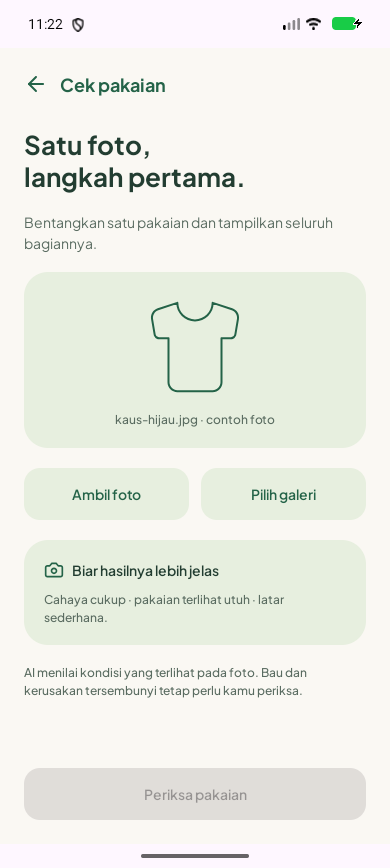 11:22
Cek pakaian
Satu foto,
langkah pertama.
Bentangkan satu pakaian dan tampilkan seluruh
bagiannya.
kaus-hijau.jpg · contoh foto
Ambil foto
Pilih galeri
Biar hasilnya lebih jelas
Cahaya cukup · pakaian terlihat utuh · latar
sederhana.
AI menilai kondisi yang terlihat pada foto. Bau dan
kerusakan tersembunyi tetap perlu kamu periksa.
Periksa pakaian